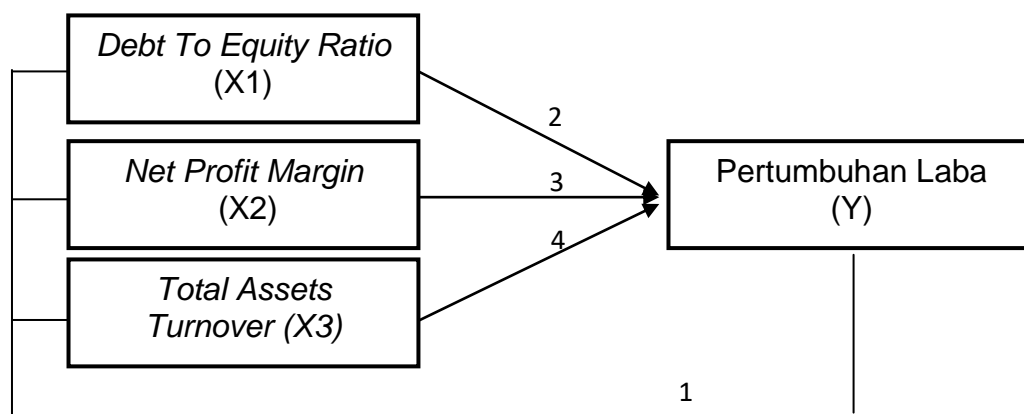 Debt To Equity Ratio
(X1)
2
Net Profit Margin
(X2)
3
Pertumbuhan Laba
(Y)
4
Total Assets
Turnover (X3)
1